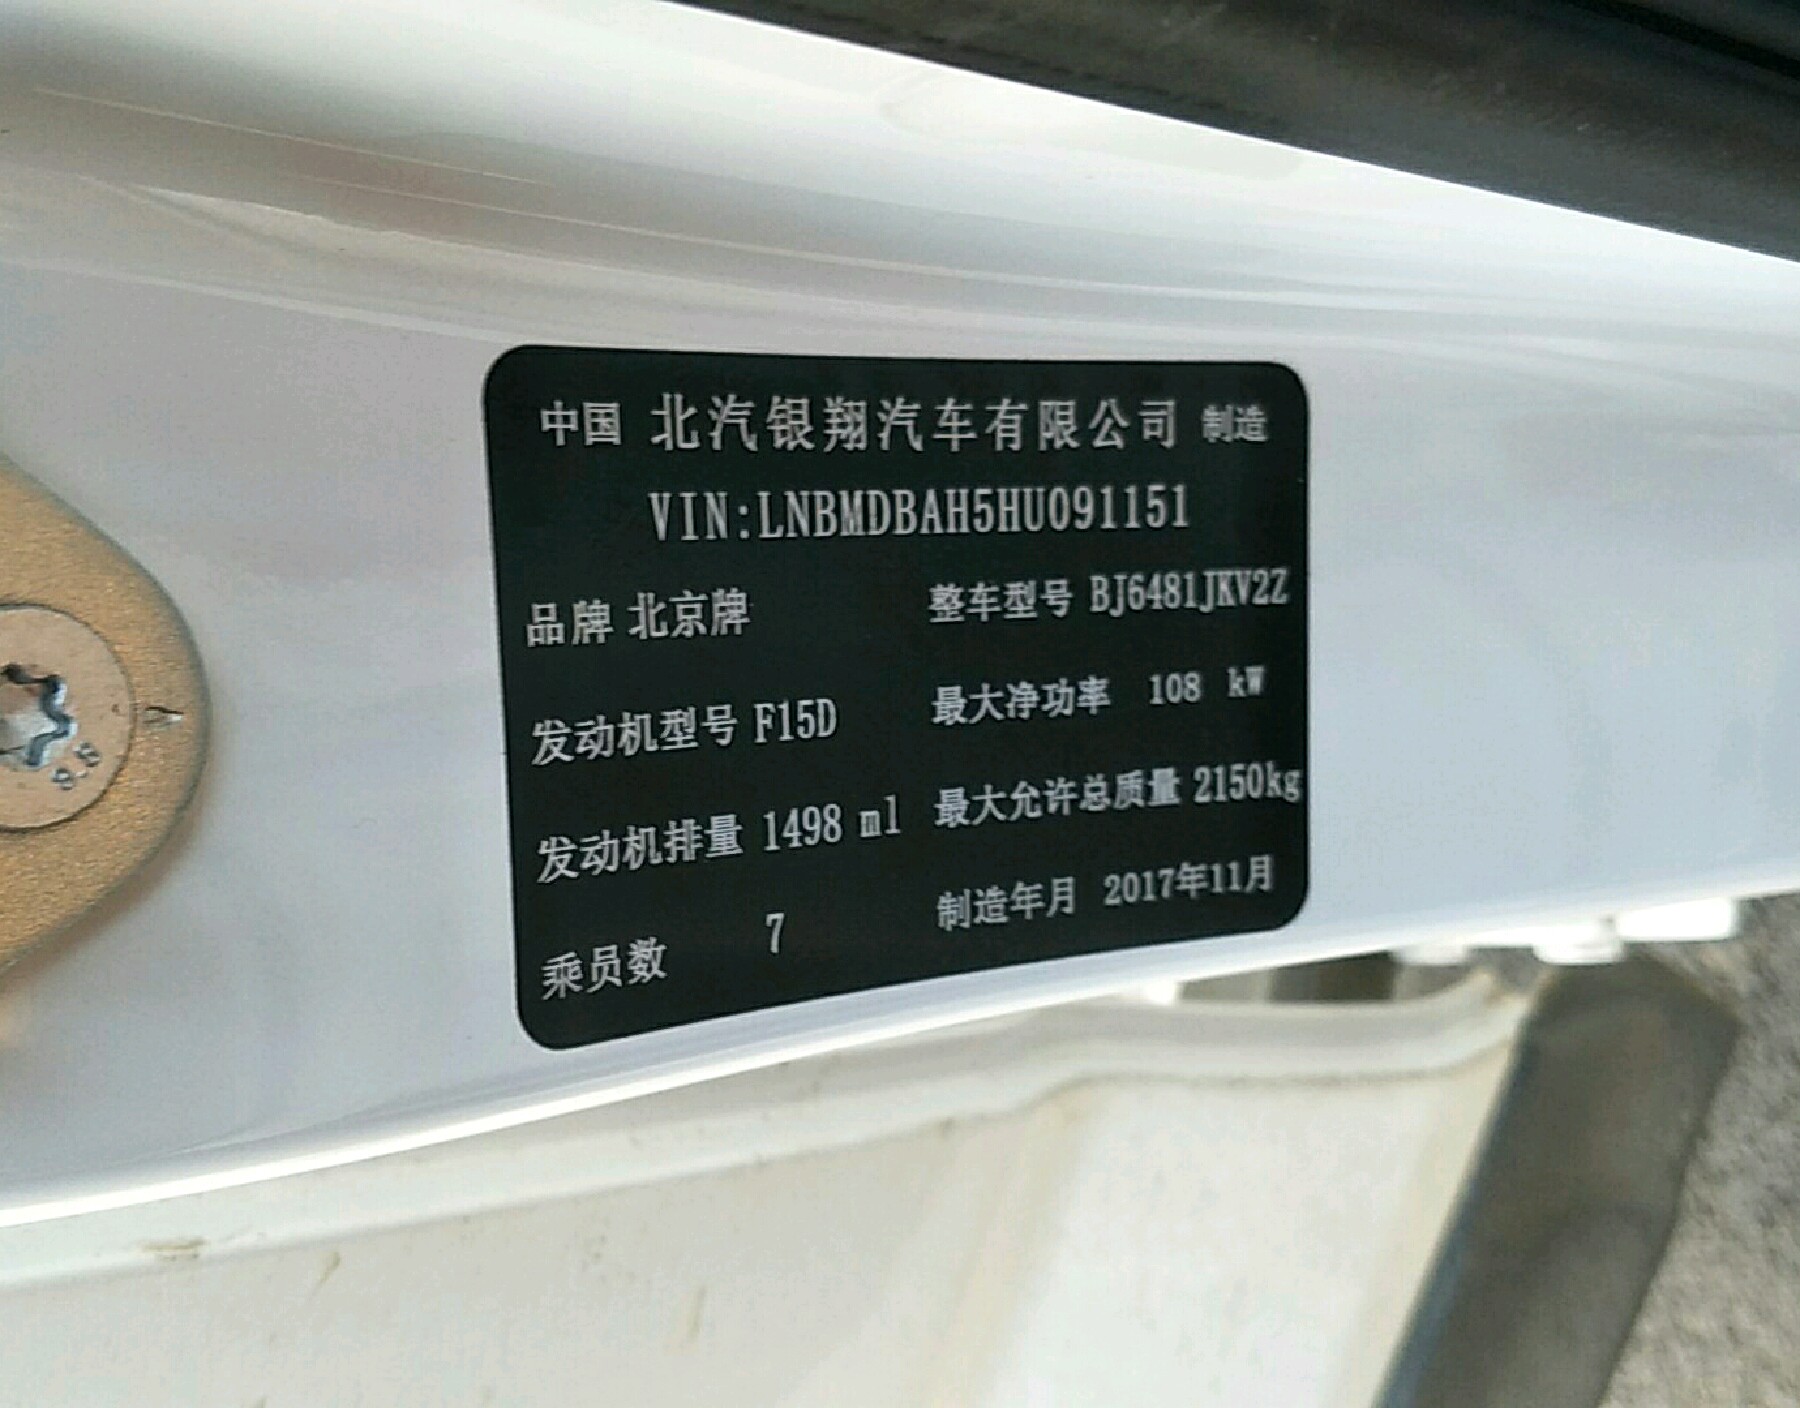 中国 北汽银翔汽车有限公司 制造
VIN:LNBMDBAH5HU091151
品牌 北京牌 整车型号 BJ6481JKV2Z
发动机型号 F15D 最大净功率 108 kW
发动机排量 1498 ml 最大允许总质量 2150kg
乘员数 7 制造年月 2017年11月
8.8